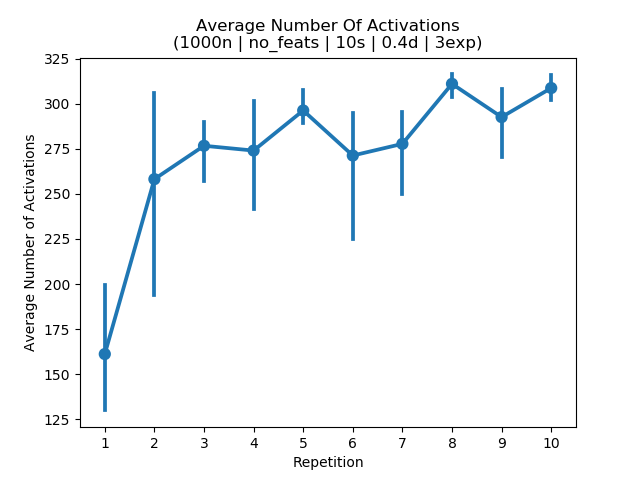 Average Number Of Activations
(1000n | no_feats | 10s | 0.4d | 3exp)
325
300
275
250
225
200
175
150
125
Average Number of Activations
1 2 3 4 5 6 7 8 9 10
Repetition